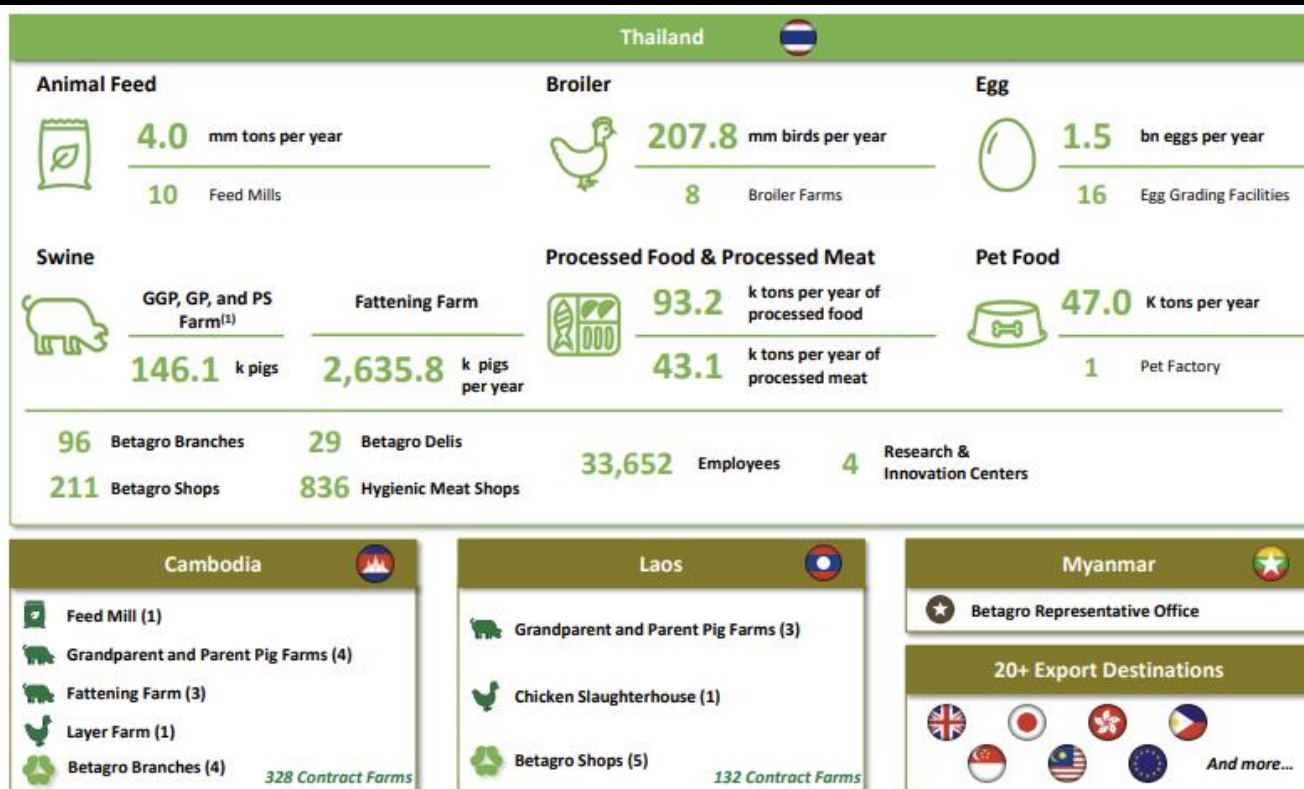 Thailand
Animal Feed
4.0 mm tons per year
10 Feed Mills
Broiler
207.8 mm birds per year
8 Broiler Farms
Egg
1.5 bn eggs per year
16 Egg Grading Facilities
Swine
GGP, GP, and PS
Farm(1)
146.1 k pigs
Fattening Farm
2,635.8 k pigs
per year
Processed Food & Processed Meat
93.2 k tons per year of
processed food
43.1 k tons per year of
processed meat
Pet Food
47.0 K tons per year
1 Pet Factory
96 Betagro Branches
29 Betagro Delis
211 Betagro Shops
836 Hygienic Meat Shops
33,652 Employees
4 Research &
Innovation Centers
Cambodia
Feed Mill (1)
Grandparent and Parent Pig Farms (4)
Fattening Farm (3)
Layer Farm (1)
Betagro Branches (4)
328 Contract Farms
Laos
Grandparent and Parent Pig Farms (3)
Chicken Slaughterhouse (1)
Betagro Shops (5)
132 Contract Farms
Myanmar
Betagro Representative Office
20+ Export Destinations
And more...